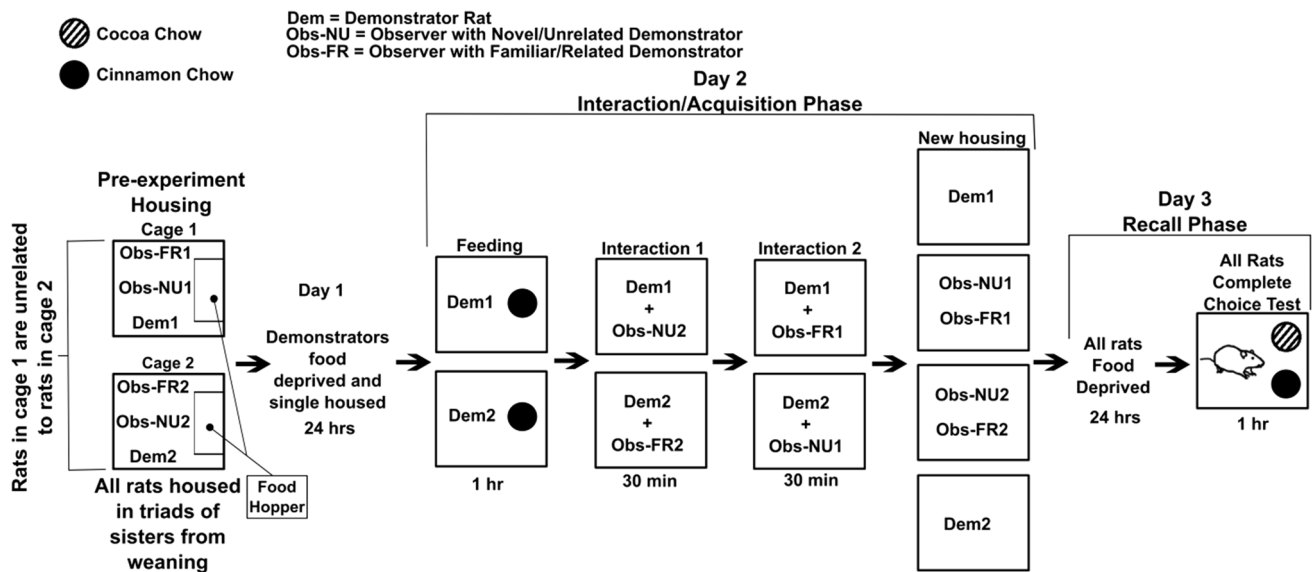 Cocoa Chow
Cinnamon Chow
Dem = Demonstrator Rat
Obs-NU = Observer with Novel/Unrelated Demonstrator
Obs-FR = Observer with Familiar/Related Demonstrator
Rats in cage 1 are unrelated
to rats in cage 2
Pre-experiment
Housing
Cage 1
Obs-FR1
Obs-NU1
Dem1
Cage 2
Obs-FR2
Obs-NU2
Dem2
All rats housed
in triads of
sisters from
weaning
Food
Hopper
Day 1
Demonstrators
food
deprived and
single housed
24 hrs
Day 2
Interaction/Acquisition Phase
Feeding
Dem1
Dem2
1 hr
Interaction 1
Dem1
+
Obs-NU2
Dem2
+
Obs-FR2
30 min
Interaction 2
Dem1
+
Obs-FR1
Dem2
+
Obs-NU1
30 min
New housing
Dem1
Obs-NU1
Obs-FR1
Obs-NU2
Obs-FR2
Dem2
Day 3
Recall Phase
All rats
Food
Deprived
24 hrs
All Rats
Complete
Choice Test
1 hr